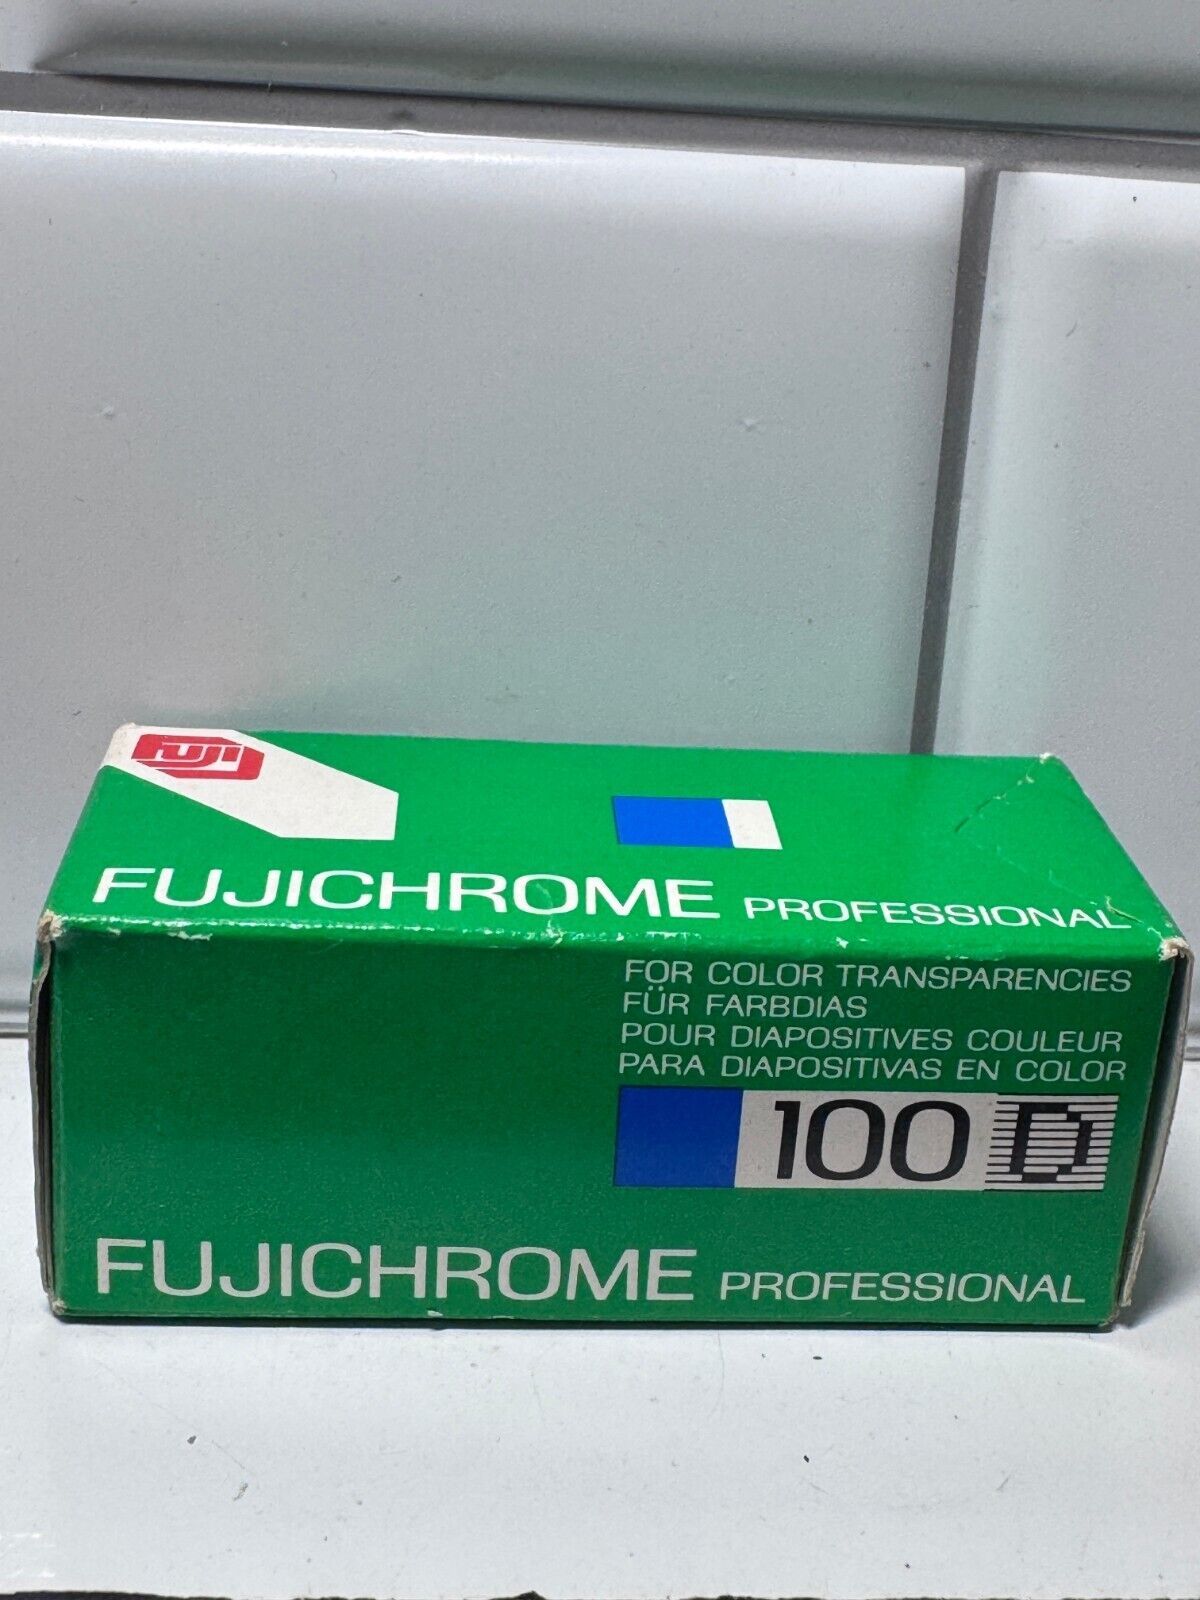 FUJI
FUJICHROME PROFESSIONAL
FOR COLOR TRANSPARENCIES
FÜR FARBDIAS
POUR DIAPOSITIVES COULEUR
PARA DIAPOSITIVAS EN COLOR
100 D
FUJICHROME PROFESSIONAL